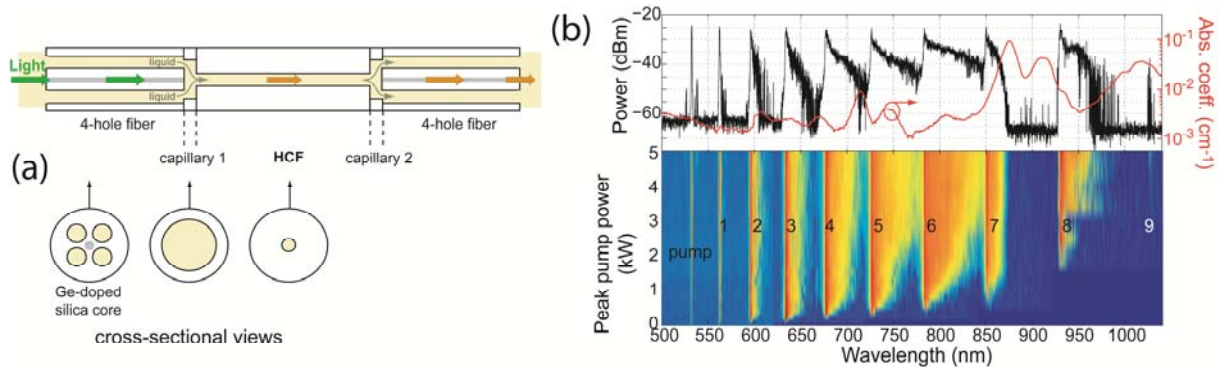 (a)
Light
liquid
liquid
4-hole fiber
4-hole fiber
capillary 1
HCF
capillary 2
Ge-doped
silica core
cross-sectional views
(b)
Power (dBm)
−20
−40
−60
Abs. coeff. (cm-1)
10-1
10-2
10-3
Peak pump power
(kW)
5
4
3
2
1
0
pump
1
2
3
4
5
6
7
8
9
500 550 600 650 700 750 800 850 900 950 1000
Wavelength (nm)